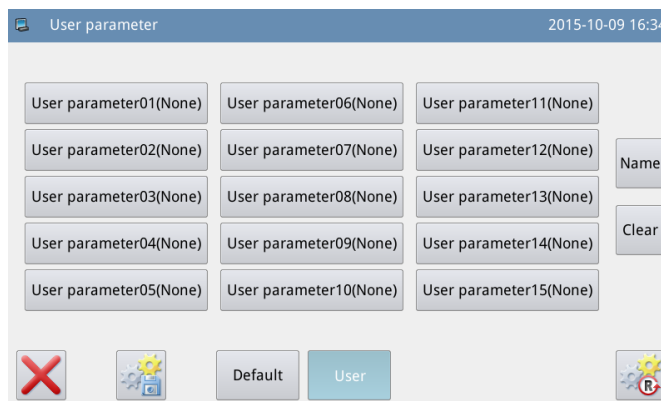 User parameter 2015-10-09 16:34
User parameter01(None) User parameter06(None) User parameter11(None)
User parameter02(None) User parameter07(None) User parameter12(None)
Name
User parameter03(None) User parameter08(None) User parameter13(None)
User parameter04(None) User parameter09(None) User parameter14(None)
Clear
User parameter05(None) User parameter10(None) User parameter15(None)
Default User
R